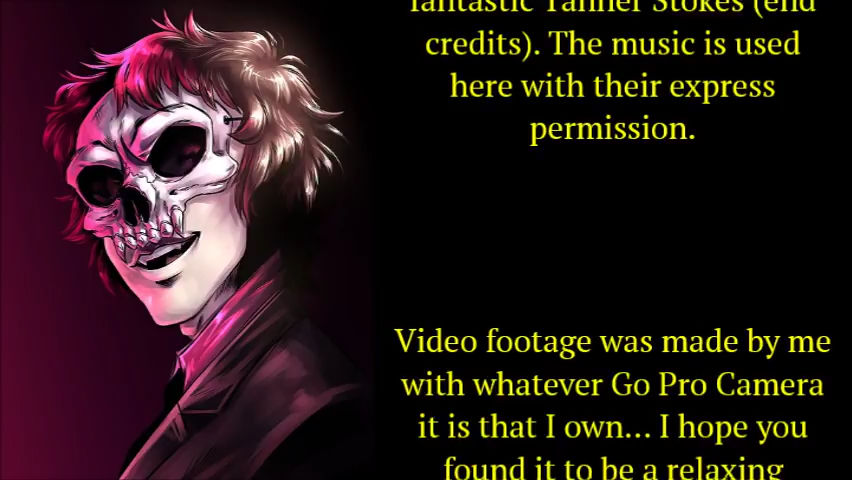 fantastic Tanner Stokes (end
credits). The music is used
here with their express
permission.
Video footage was made by me
with whatever Go Pro Camera
it is that I own... I hope you
found it to be a relaxing